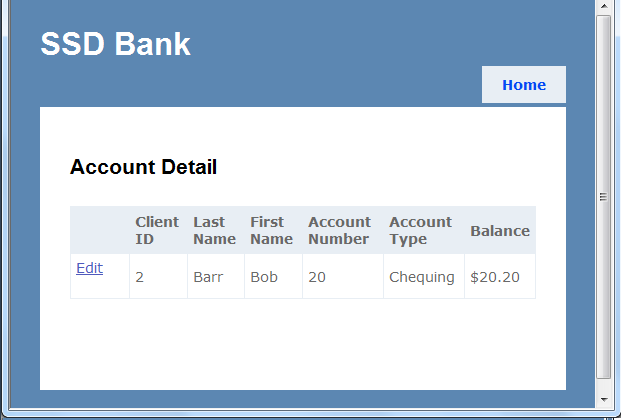 SSD Bank
Home
Account Detail
Client ID Last Name First Name Account Number Account Type Balance
Edit 2 Barr Bob 20 Chequing $20.20